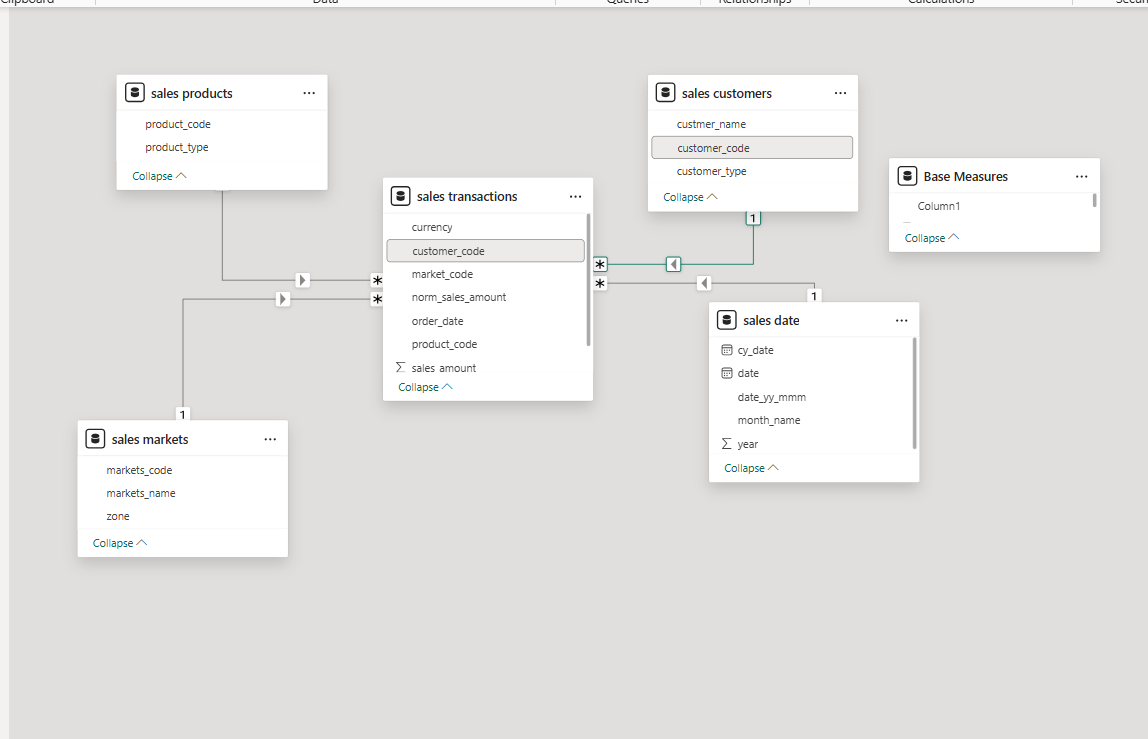 Clipboard
Data
Queries
Relationships
Calculations
sales products
product_code
product_type
Collapse
sales customers
custmer_name
customer_code
customer_type
Collapse
Base Measures
Column1
Collapse
sales transactions
currency
customer_code
market_code
norm_sales_amount
order_date
product_code
sales amount
Collapse
1
*
*
*
*
1
sales date
cy_date
date
date_yy_mmm
month_name
year
Collapse
1
sales markets
markets_code
markets_name
zone
Collapse